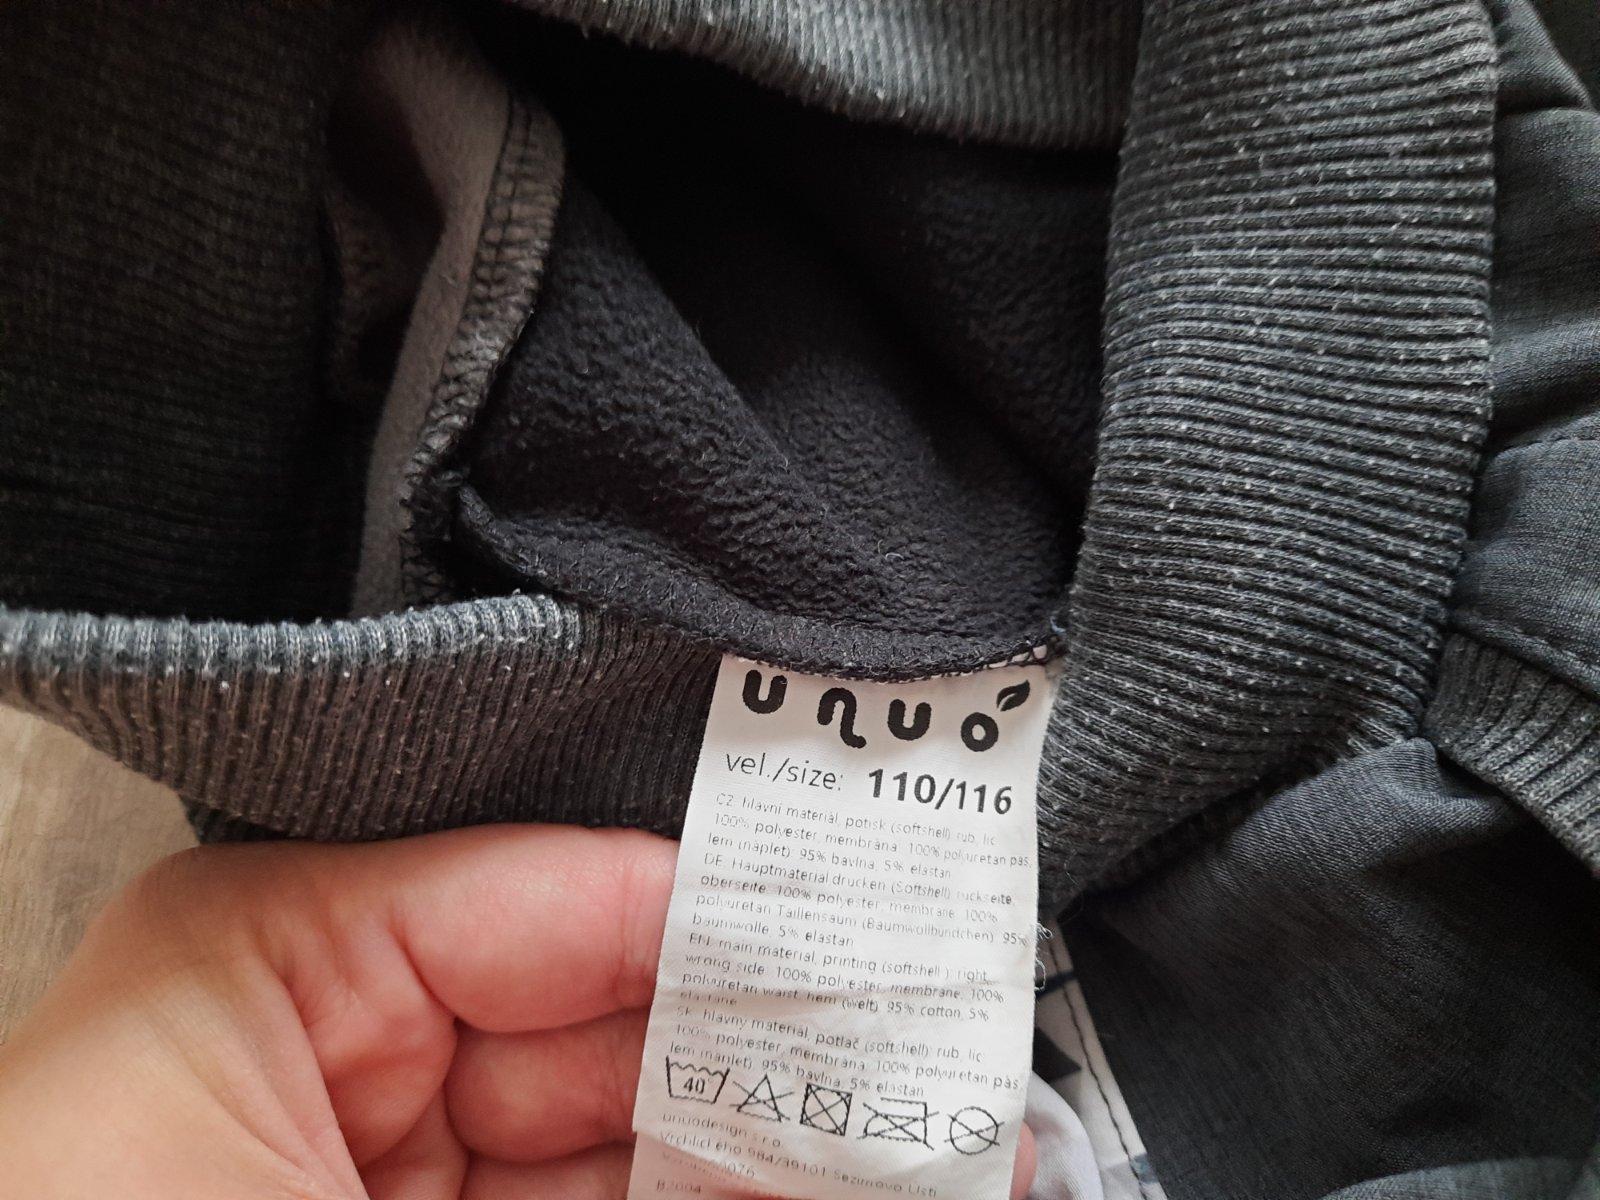 unuo
vel./size: 110/116
CZ: hlavní materiál, potisk (softshell) rub, líc
100% polyester, membrána 100% polyuretan pas,
lem (náplet) 95% bavlna, 5% elastan
DE: Hauptmaterial drucken (Softshell) rückseite,
oberseite 100% polyester, membrane 100%
polyuretan Taillensaum (Baumwollbündchen) 95%
baumwolle, 5% elastan
EN: main material, printing (softshell ) right,
wrong side 100% polyester, membrane, 100%
polyuretan waist, hem (welt) 95% cotton, 5%
elastane
SK: hlavný materiál, potlač (softshell) rub, líc
100% polyester, membrána 100% polyuretan pás,
lem (náplet) 95% bavlna, 5% elastan
40
unuodesign s.r.o.
984/39101 Sezimovo Ústí
B2004